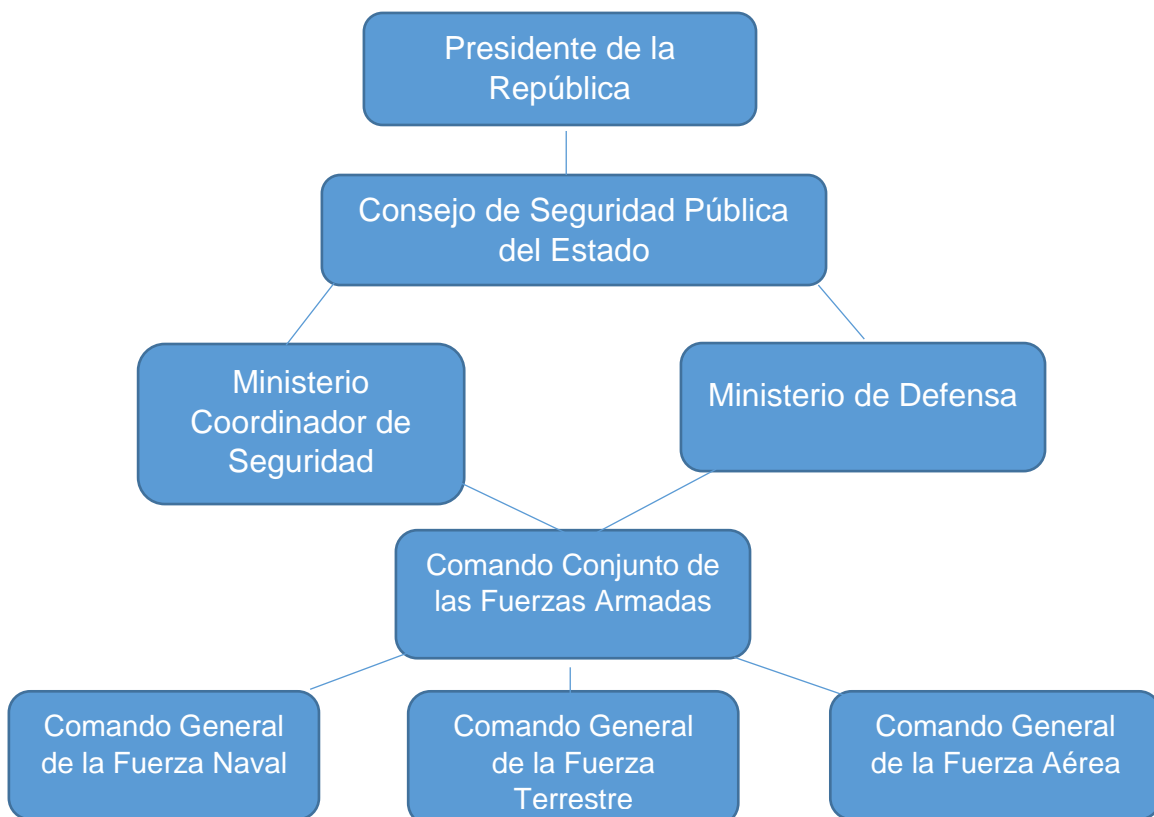 Presidente de la
República
Consejo de Seguridad Pública
del Estado
Ministerio
Coordinador de
Seguridad
Ministerio de Defensa
Comando Conjunto de
las Fuerzas Armadas
Comando General
de la Fuerza Naval
Comando General
de la Fuerza
Terrestre
Comando General
de la Fuerza Aérea